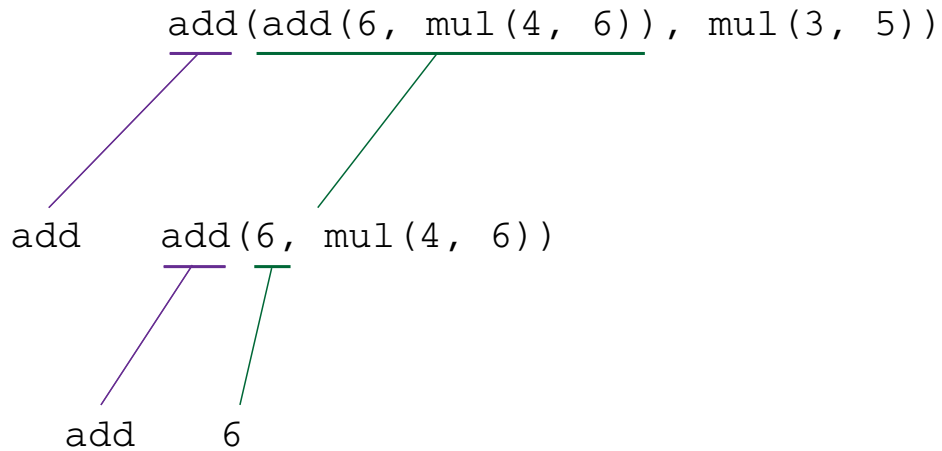 add(add(6, mul(4, 6)), mul(3, 5))
add add(6, mul(4, 6))
add 6